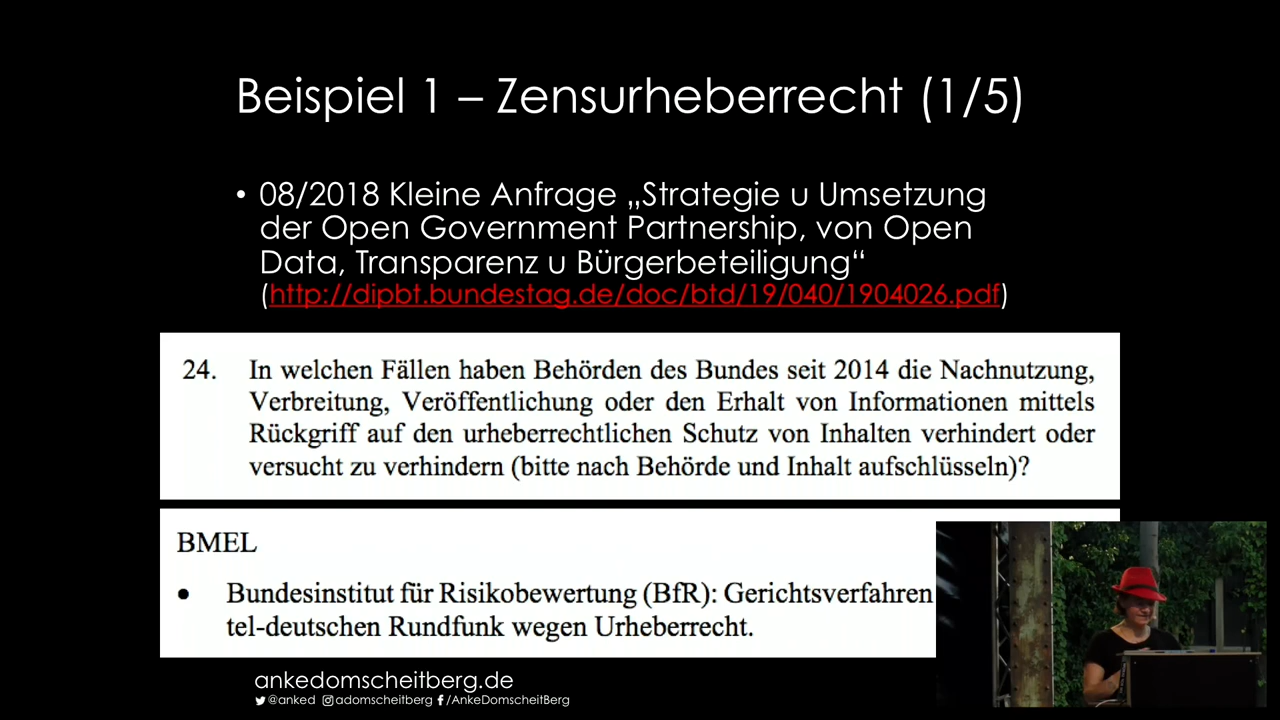 Beispiel 1 – Zensurheberrecht (1/5)
• 08/2018 Kleine Anfrage „Strategie u Umsetzung
der Open Government Partnership, von Open
Data, Transparenz u Bürgerbeteiligung“
(http://dipbt.bundestag.de/doc/btd/19/040/1904026.pdf)
24. In welchen Fällen haben Behörden des Bundes seit 2014 die Nachnutzung,
Verbreitung, Veröffentlichung oder den Erhalt von Informationen mittels
Rückgriff auf den urheberrechtlichen Schutz von Inhalten verhindert oder
versucht zu verhindern (bitte nach Behörde und Inhalt aufschlüsseln)?
BMEL
• Bundesinstitut für Risikobewertung (BfR): Gerichtsverfahren
tel-deutschen Rundfunk wegen Urheberrecht.
ankedomscheitberg.de
@anked adomscheitberg /AnkeDomscheitBerg